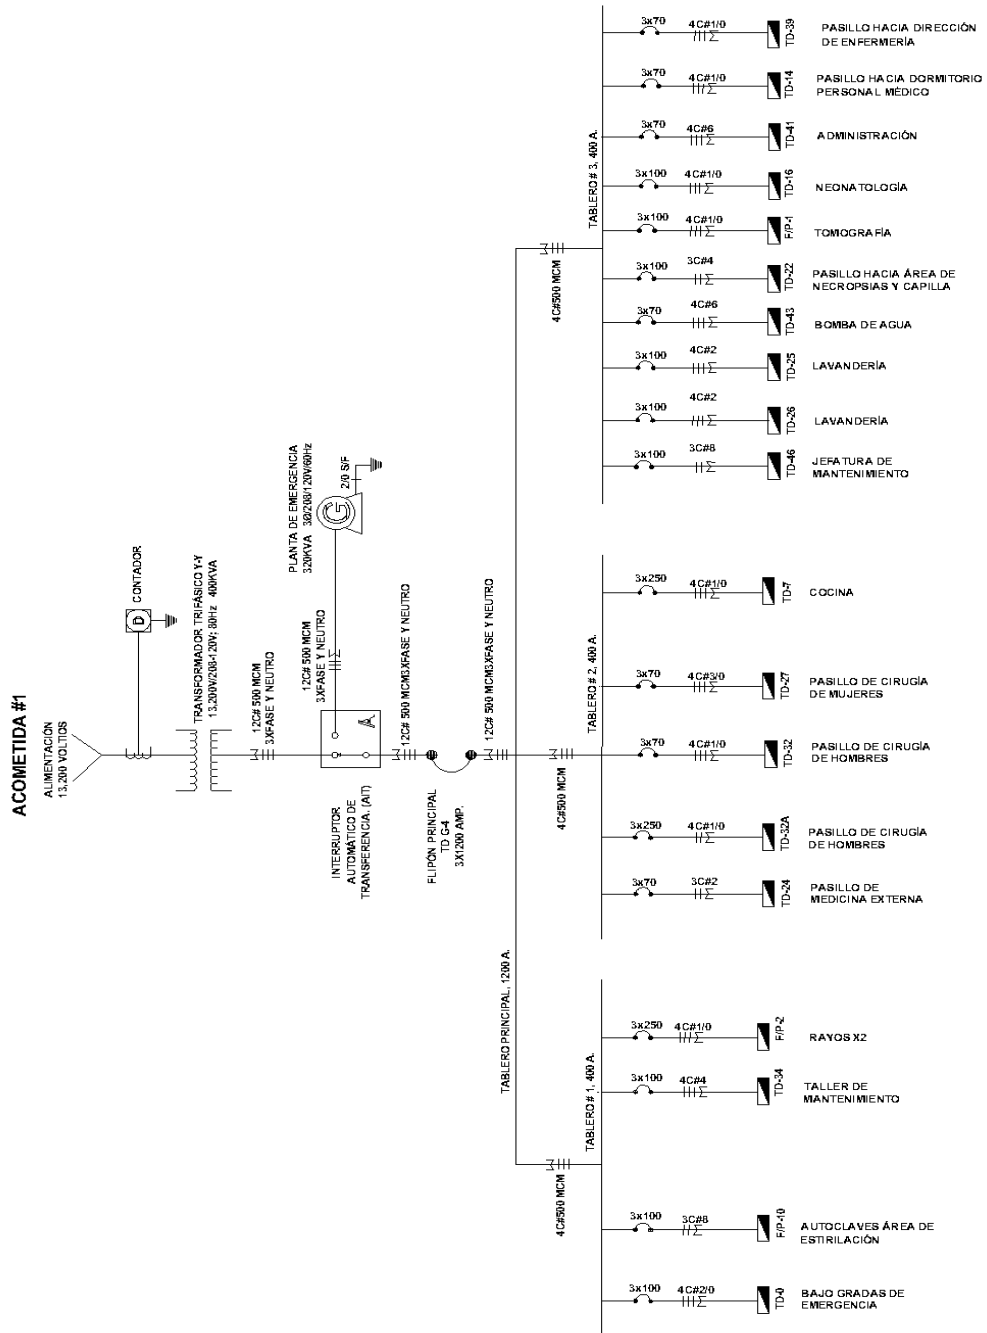 ACOMETIDA #1
ALIMENTACIÓN
13,200 VOLTIOS
CONTADOR
D
TRANSFORMADOR TRIFÁSICO Y-Y
13,200V/208-120V; 60Hz 400KVA
12C# 500 MCM
3XFASE Y NEUTRO
PLANTA DE EMERGENCIA
320KVA 3Ø/208/120V/60Hz
G
2/0 S/F
12C# 500 MCM
3XFASE Y NEUTRO
A
INTERRUPTOR
AUTOMÁTICO DE
TRANSFERENCIA. (AIT)
12C# 500 MCM3XFASE Y NEUTRO
FLIPÓN PRINCIPAL
TD G-4
3X1200 AMP.
12C# 500 MCM3XFASE Y NEUTRO
TABLERO PRINCIPAL, 1200 A.
4C#500 MCM
TABLERO # 3, 400 A.
3x70
4C#1/0
TD-39
PASILLO HACIA DIRECCIÓN
DE ENFERMERÍA
3x70
4C#1/0
TD-14
PASILLO HACIA DORMITORIO
PERSONAL MÉDICO
3x70
4C#6
TD-41
ADMINISTRACIÓN
3x100
4C#1/0
TD-16
NEONATOLOGÍA
3x100
4C#1/0
F/P-1
TOMOGRAFÍA
3x100
3C#4
TD-22
PASILLO HACIA ÁREA DE
NECROPSIAS Y CAPILLA
3x70
4C#6
TD-43
BOMBA DE AGUA
3x100
4C#2
TD-25
LAVANDERÍA
3x100
4C#2
TD-26
LAVANDERÍA
3x100
3C#8
TD-46
JEFATURA DE
MANTENIMIENTO
4C#500 MCM
TABLERO # 2, 400 A.
3x250
4C#1/0
TD-7
COCINA
3x70
4C#3/0
TD-27
PASILLO DE CIRUGÍA
DE MUJERES
3x70
4C#1/0
TD-32
PASILLO DE CIRUGÍA
DE HOMBRES
3x250
4C#1/0
TD-32A
PASILLO DE CIRUGÍA
DE HOMBRES
3x70
3C#2
TD-24
PASILLO DE
MEDICINA EXTERNA
4C#500 MCM
TABLERO # 1, 400 A.
3x250
4C#1/0
F/P-2
RAYOS X2
3x100
4C#4
TD-34
TALLER DE
MANTENIMIENTO
3x100
3C#8
F/P-10
AUTOCLAVES ÁREA DE
ESTIRILACIÓN
3x100
4C#2/0
BAJO GRADAS DE
EMERGENCIA